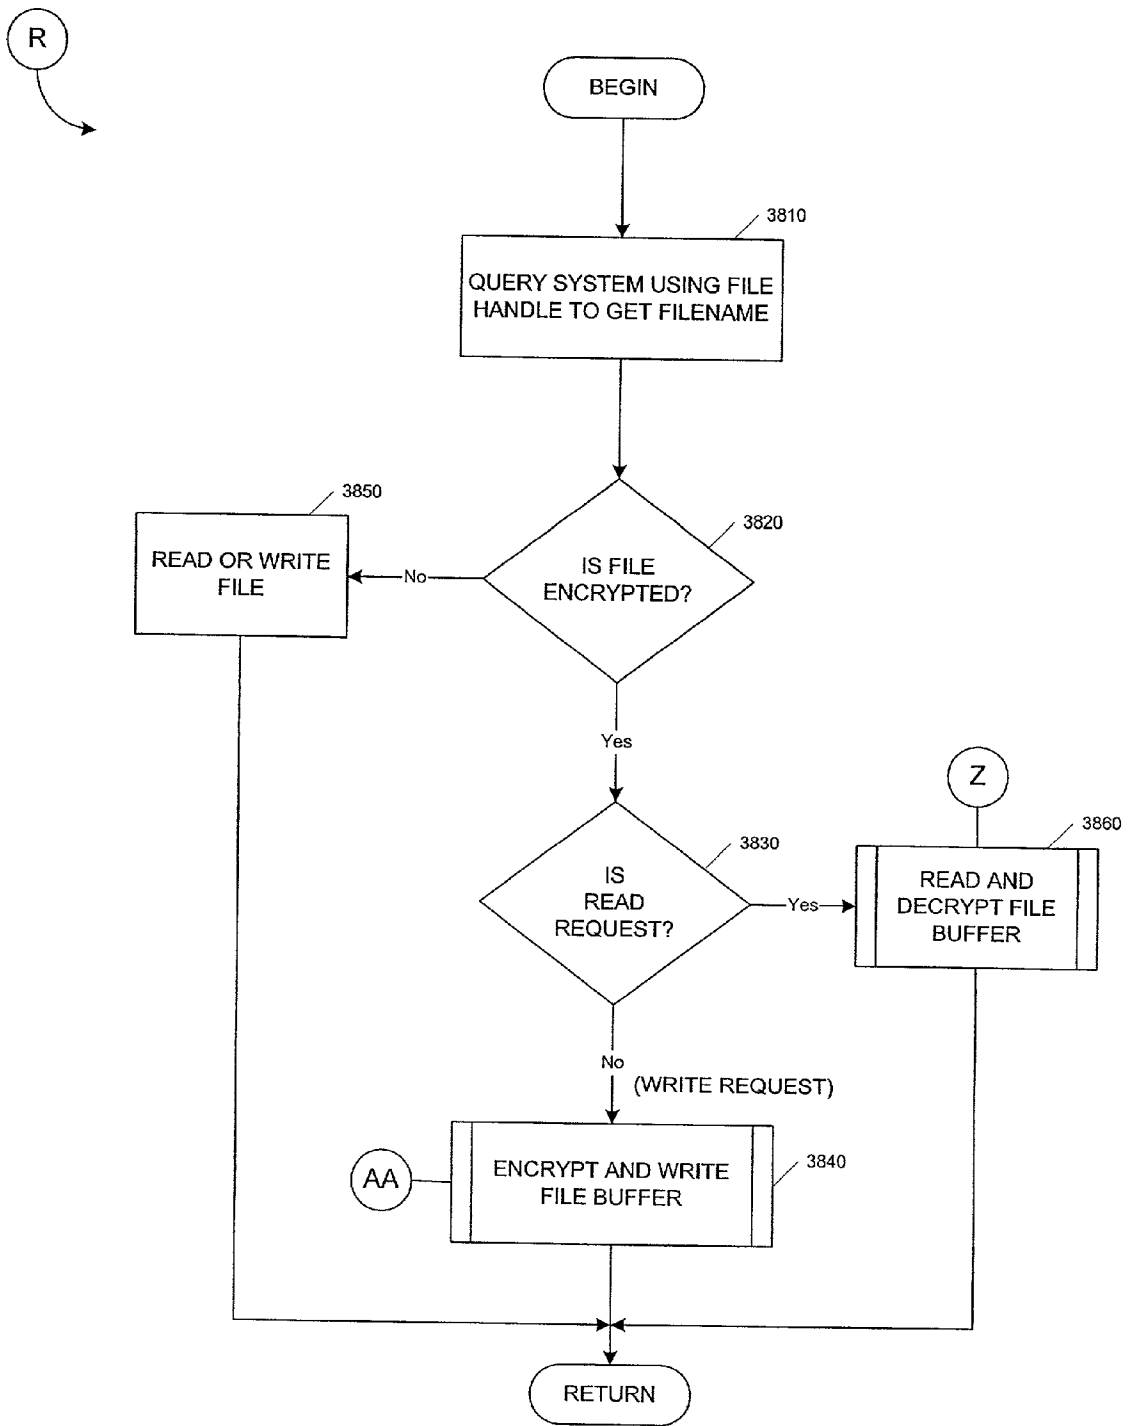 R
BEGIN
3810
QUERY SYSTEM USING FILE
HANDLE TO GET FILENAME
3850
READ OR WRITE
FILE
No
3820
IS FILE
ENCRYPTED?
Yes
Z
3860
READ AND
DECRYPT FILE
BUFFER
3830
IS
READ
REQUEST?
Yes
No
(WRITE REQUEST)
AA
3840
ENCRYPT AND WRITE
FILE BUFFER
RETURN